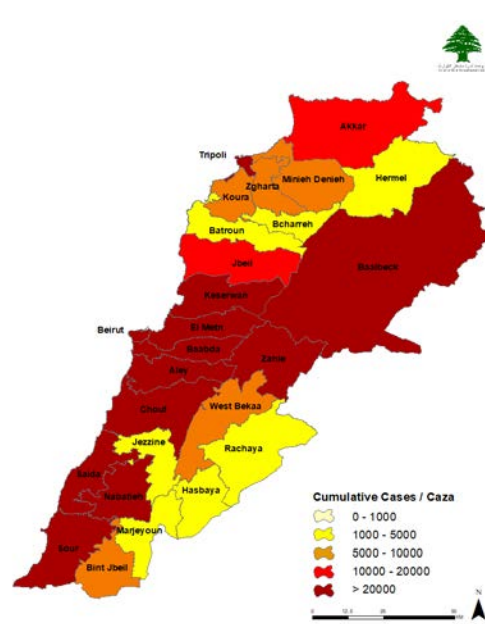 Akkar
Tripoli
Hermel
Zgharta
Minieh Denieh
Koura
Bcharreh
Batroun
Jbeil
Baalbeck
Keserwan
El Metn
Beirut
Baabda
Zahle
Aley
Chouf
West Bekaa
Jezzine
Rachaya
Saida
Hasbaya
Nabatieh
Marjeyoun
Sour
Bint Jbeil
Cumulative Cases / Caza
0 - 1000
1000 - 5000
5000 - 10000
10000 - 20000
> 20000
N